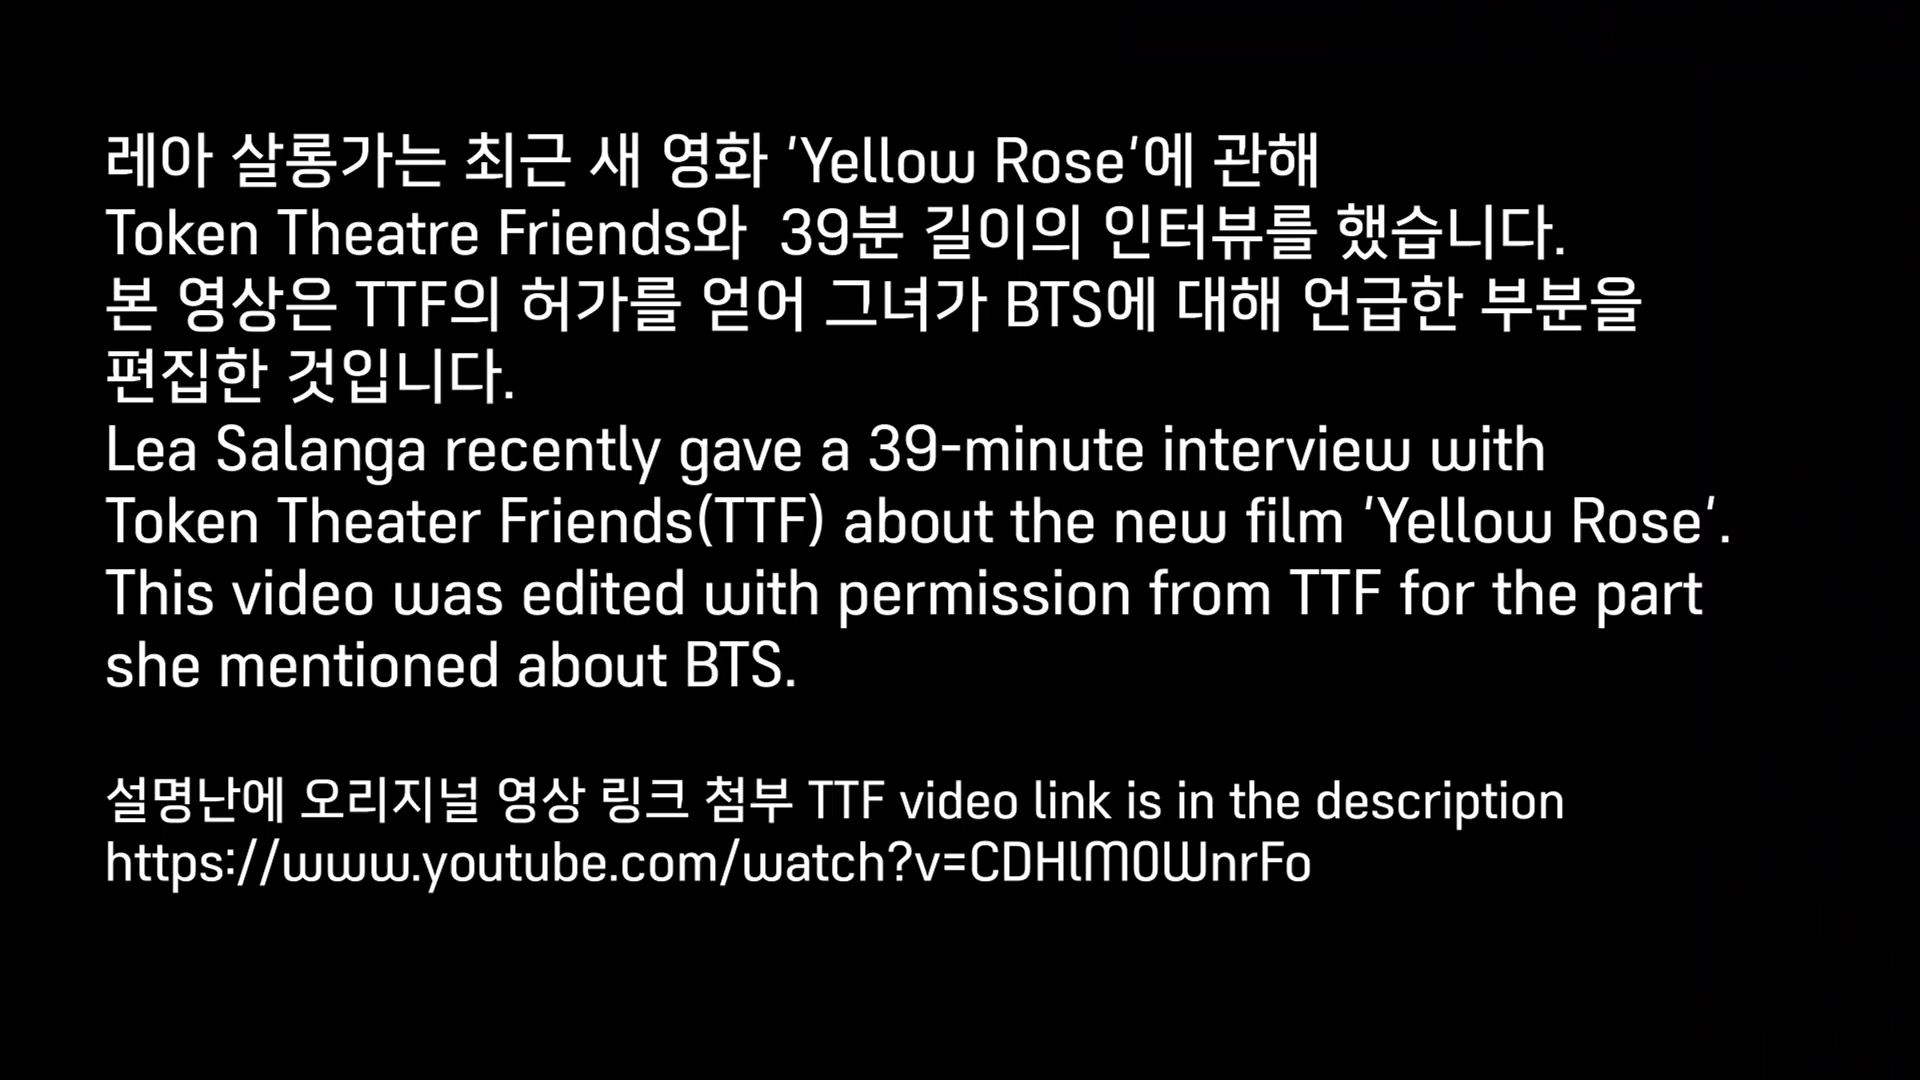 레아 살롱가는 최근 새 영화 'Yellow Rose'에 관해
Token Theatre Friends와 39분 길이의 인터뷰를 했습니다.
본 영상은 TTF의 허가를 얻어 그녀가 BTS에 대해 언급한 부분을
편집한 것입니다.
Lea Salanga recently gave a 39-minute interview with
Token Theater Friends(TTF) about the new film 'Yellow Rose'.
This video was edited with permission from TTF for the part
she mentioned about BTS.
설명난에 오리지널 영상 링크 첨부 TTF video link is in the description
https://www.youtube.com/watch?v=CDHlM0WnrFo